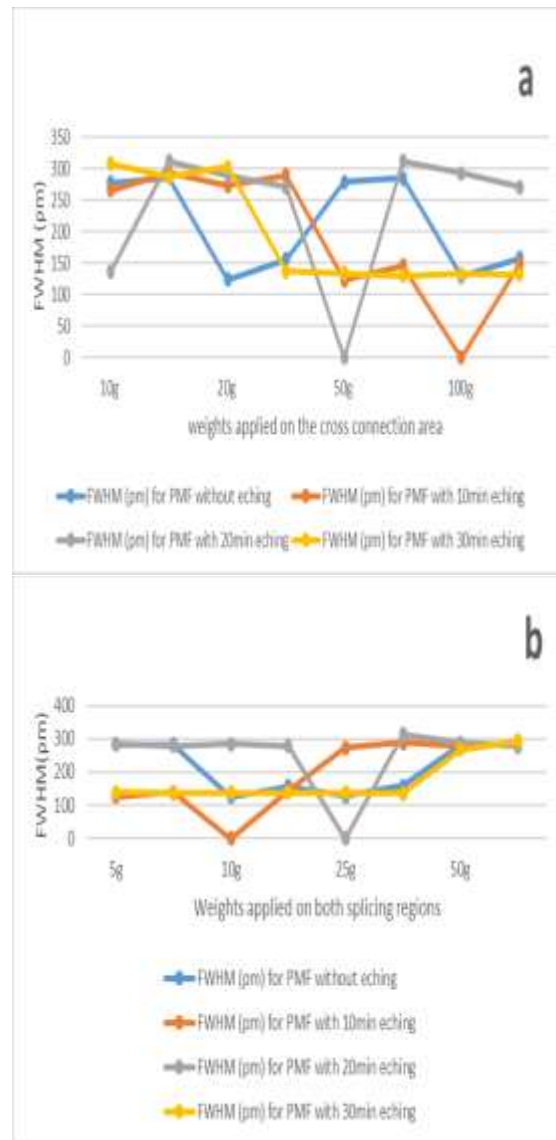 a
350
300
250
200
150
100
50
0
FWHM (pm)
10g 20g 50g 100g
weights applied on the cross connection area
FWHM (pm) for PMF without eching FWHM (pm) for PMF with 10min eching
FWHM (pm) for PMF with 20min eching FWHM (pm) for PMF with 30min eching
b
400
300
200
100
0
FWHM(pm)
5g 10g 25g 50g
Weights applied on both splicing regions
FWHM (pm) for PMF without eching
FWHM (pm) for PMF with 10min eching
FWHM (pm) for PMF with 20min eching
FWHM (pm) for PMF with 30min eching